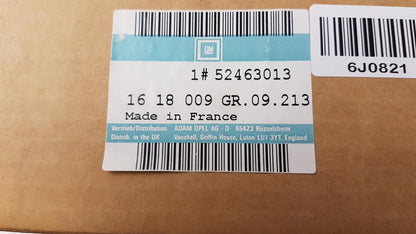 GM
1# 52463013
6J0821
16 18 009 GR.09.213
Made in France
Vertrieb/Distribution ADAM OPEL AG - D- 65423 Rüsselsheim
Distrib. in the UK Vauxhall, Griffin House, Luton LU1 3YT. England